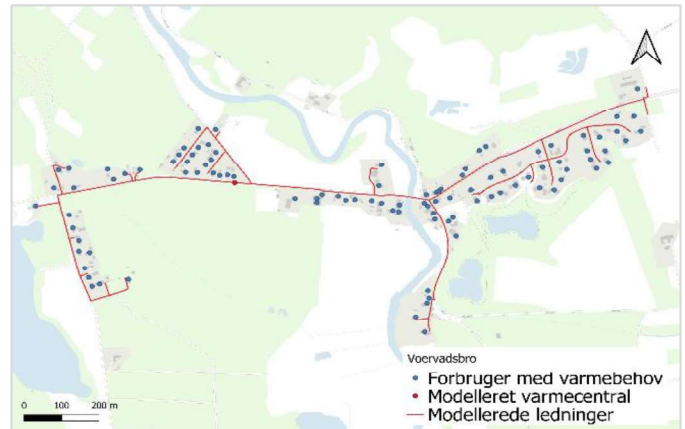 Voervadsbro
Forbruger med varmebehov
Modelleret varmecentral
Modellerede ledninger
0 100 200 m